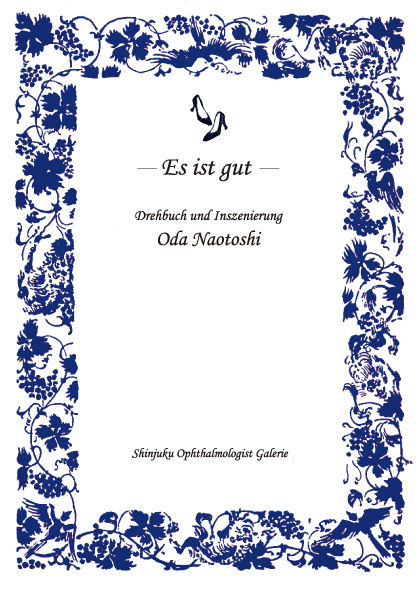 — Es ist gut —
Drehbuch und Inszenierung
Oda Naotoshi
Shinjuku Ophthalmologist Galerie